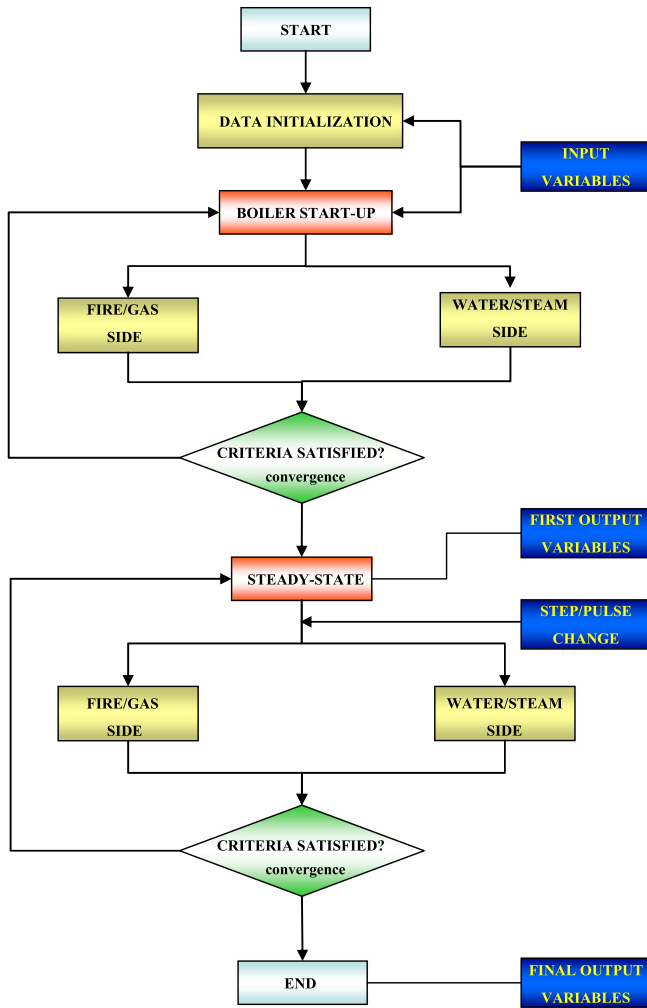 START
DATA INITIALIZATION
INPUT
VARIABLES
BOILER START-UP
FIRE/GAS
SIDE
WATER/STEAM
SIDE
CRITERIA SATISFIED?
convergence
FIRST OUTPUT
VARIABLES
STEADY-STATE
STEP/PULSE
CHANGE
FIRE/GAS
SIDE
WATER/STEAM
SIDE
CRITERIA SATISFIED?
convergence
END
FINAL OUTPUT
VARIABLES